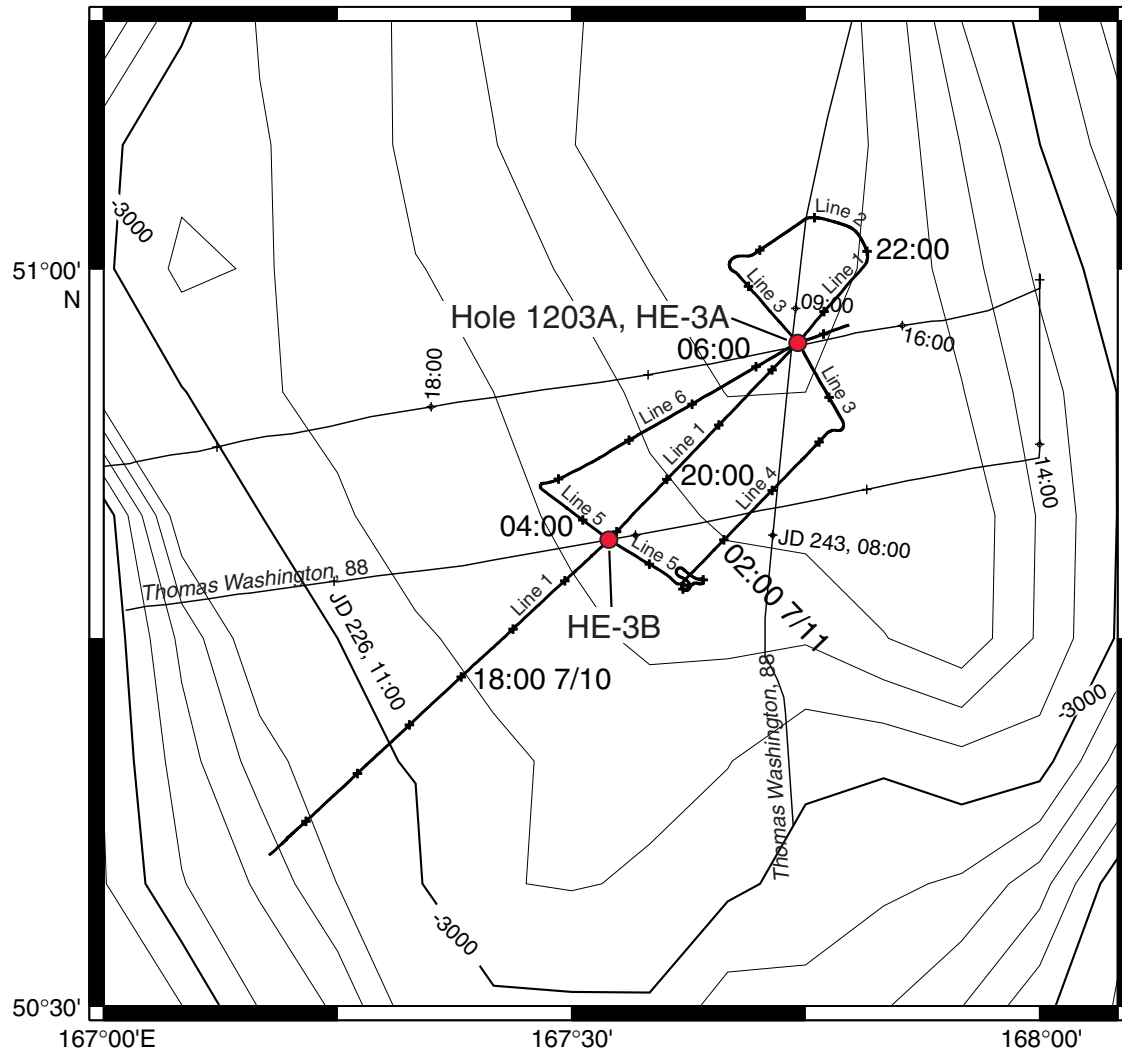 -3000
Line 2
22:00
Line 1
51°00'
N
Line 3
09:00
Hole 1203A, HE-3A
16:00
06:00
18:00
Line 3
Line 6
Line 1
20:00
Line 4
14:00
Line 5
04:00
Line 5
JD 243, 08:00
Thomas Washington, 88
02:00 7/11
Line 1
HE-3B
JD 226, 11:00
18:00 7/10
-3000
Thomas Washington, 88
-3000
50°30'
167°00'E
167°30'
168°00'